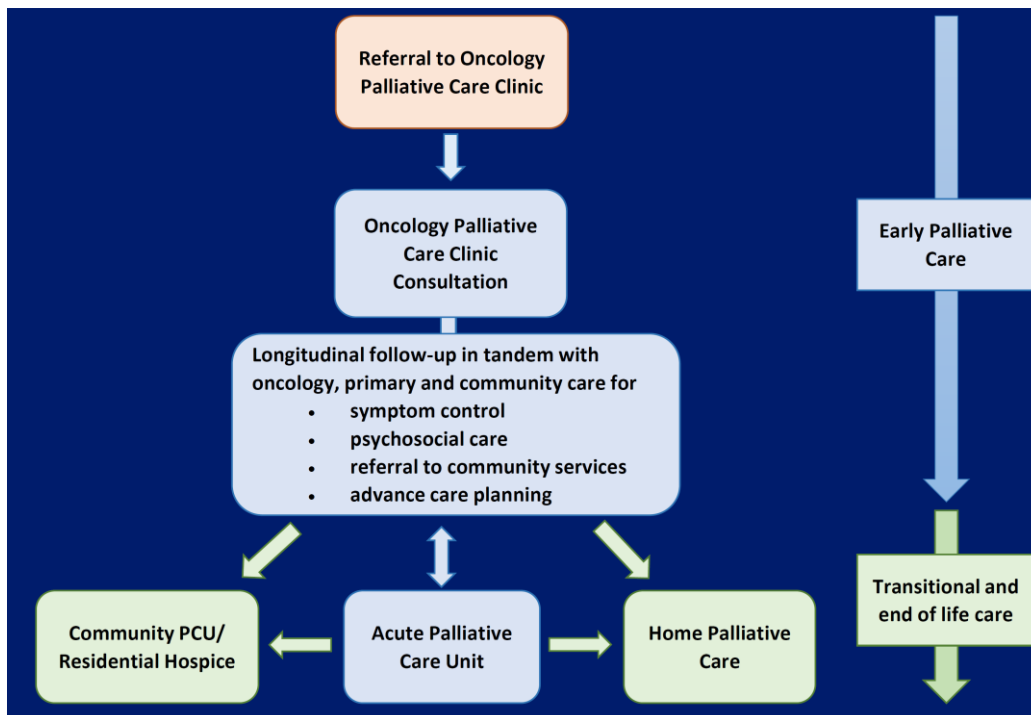 Referral to Oncology
Palliative Care Clinic
Oncology Palliative
Care Clinic
Consultation
Early Palliative
Care
Longitudinal follow-up in tandem with
oncology, primary and community care for
• symptom control
• psychosocial care
• referral to community services
• advance care planning
Community PCU/
Residential Hospice
Acute Palliative
Care Unit
Home Palliative
Care
Transitional and
end of life care